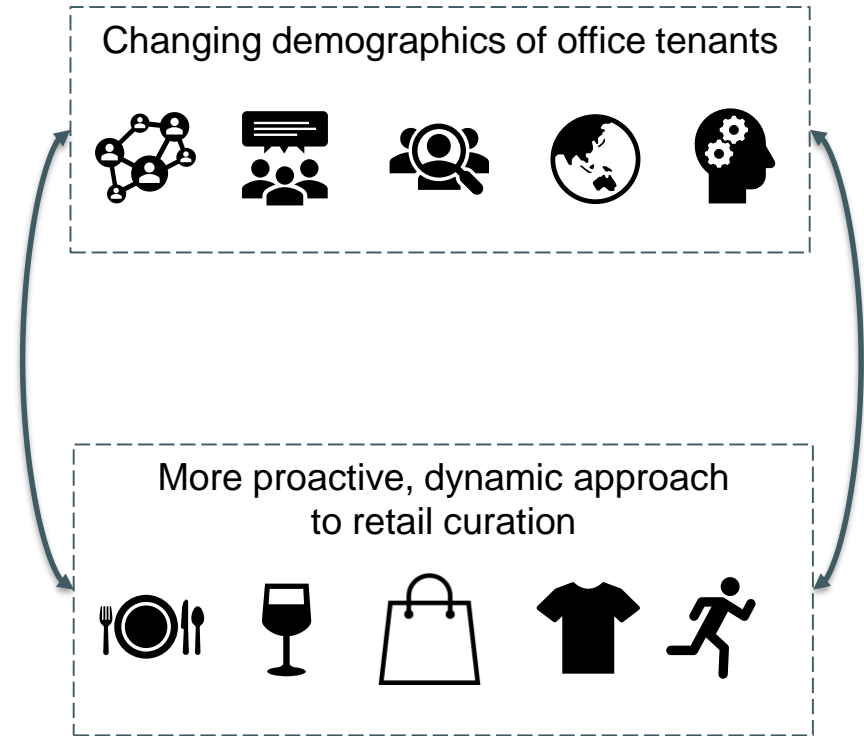 Changing demographics of office tenants
More proactive, dynamic approach
to retail curation